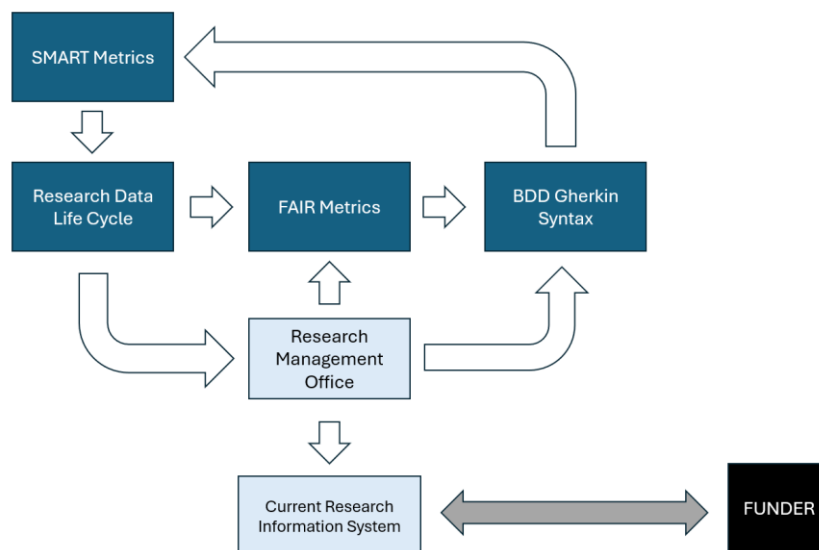 SMART Metrics
Research Data
Life Cycle
FAIR Metrics
BDD Gherkin
Syntax
Research
Management
Office
Current Research
Information System
FUNDER